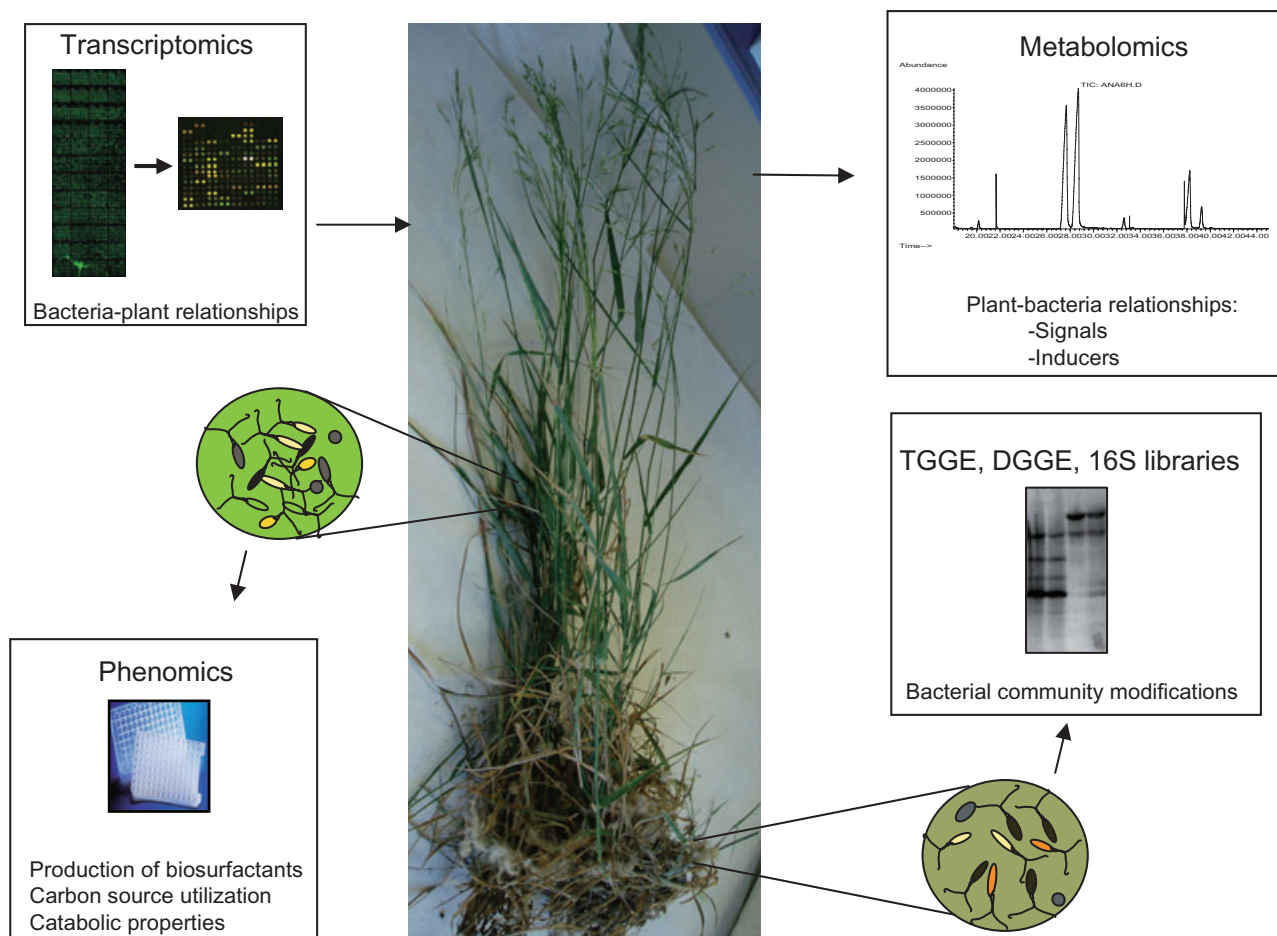 Transcriptomics
Bacteria-plant relationships
Metabolomics
Abundance
TIC: ANA6H.D
4000000
3500000
3000000
2500000
2000000
1500000
1000000
500000
20.0022.0024.0026.0028.0030.0032.0034.0036.0038.0040.0042.0044.00
Time-->
Plant-bacteria relationships:
-Signals
-Inducers
TGGE, DGGE, 16S libraries
Bacterial community modifications
Phenomics
Production of biosurfactants
Carbon source utilization
Catabolic properties